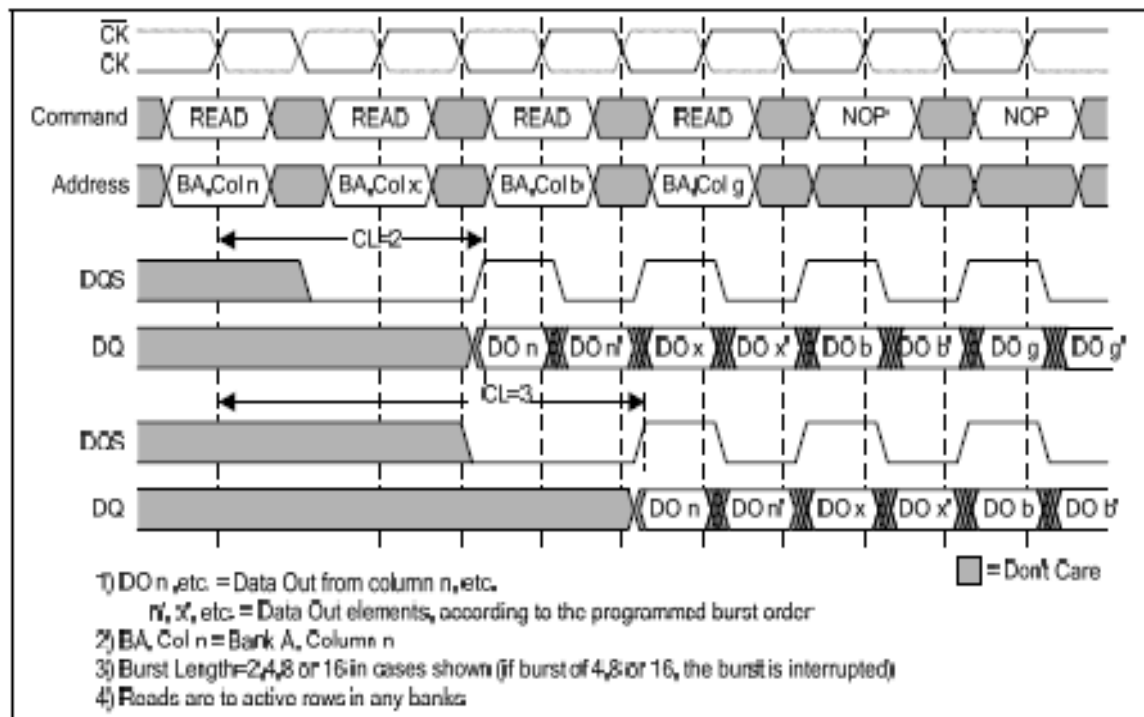 CK
CK
Command READ READ READ READ NOP NOP
Address BA,Col n BA,Col x BA,Col b BA,Col g
CL=2
DQS
DQ DO n DO n' DO x DO x' DO b DO b' DO g DO g'
CL=3
DQS
DQ DO n DO n' DO x DO x' DO b DO b'
= Don't Care
1) DO n ,etc. = Data Out from column n, etc.
n', x', etc. = Data Out elements, according to the programmed burst order
2) BA, Col n = Bank A, Column n
3) Burst Length=2,4,8 or 16 in cases shown (if burst of 4,8 or 16, the burst is interrupted)
4) Reads are to active rows in any banks